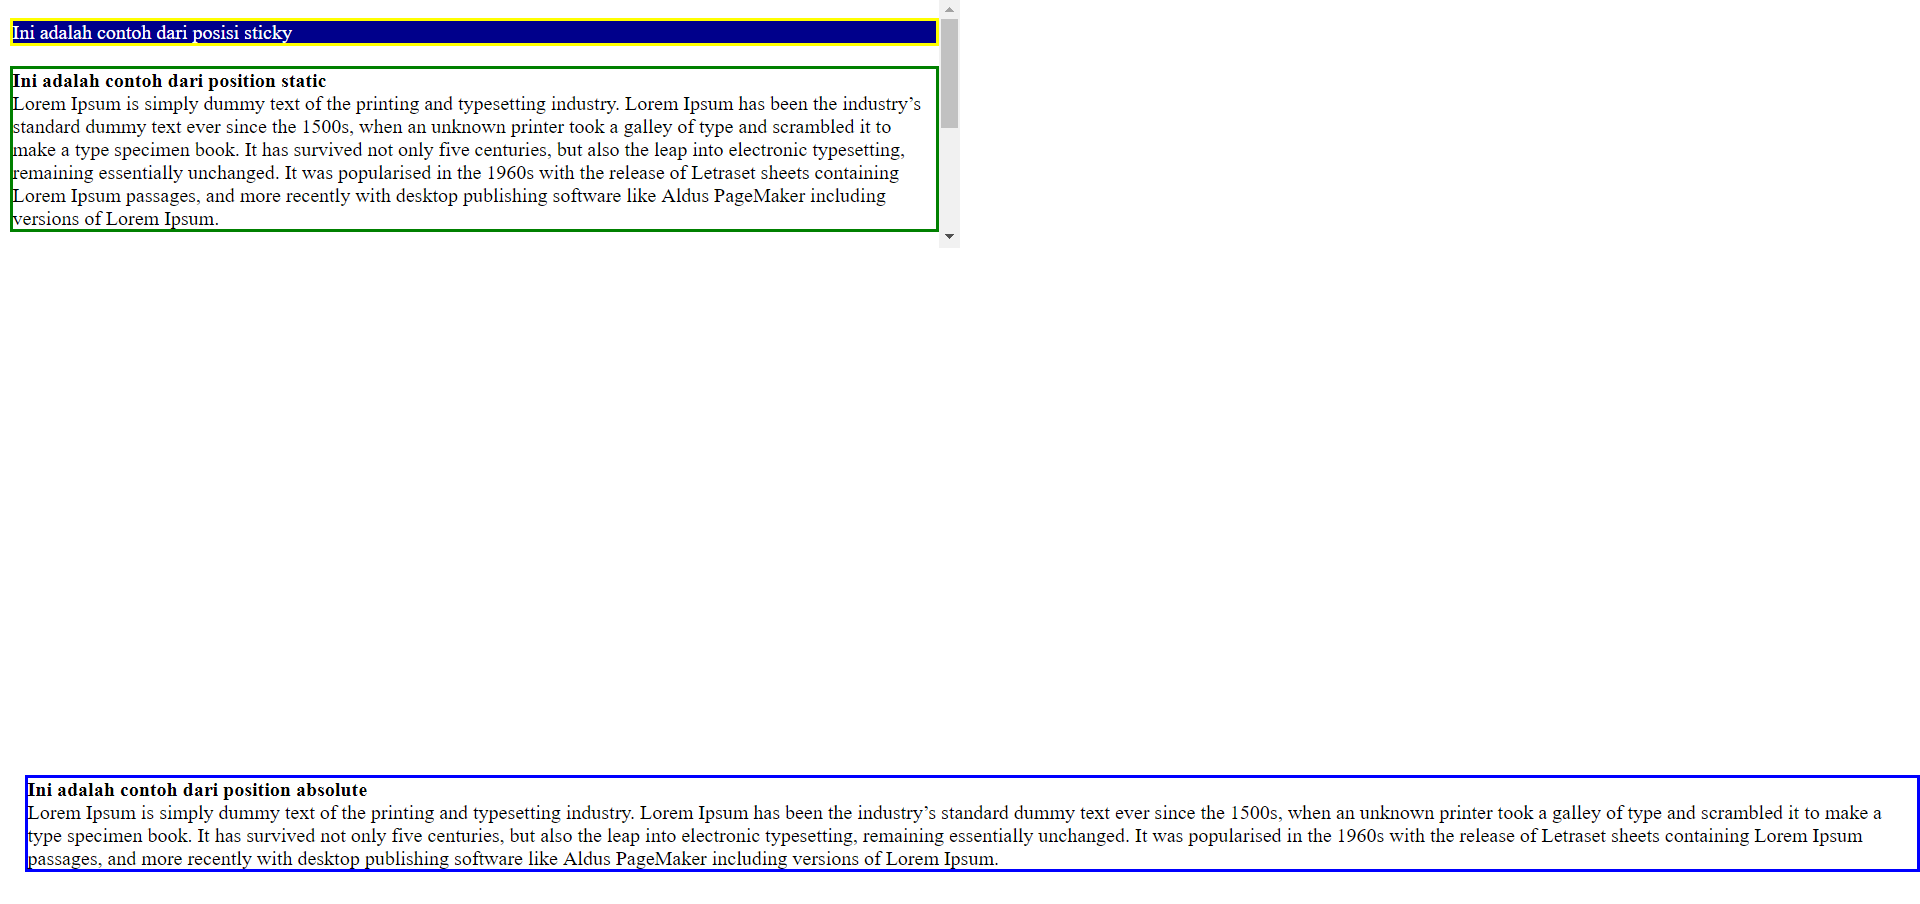 Ini adalah contoh dari posisi sticky
Ini adalah contoh dari position static
Lorem Ipsum is simply dummy text of the printing and typesetting industry. Lorem Ipsum has been the industry’s
standard dummy text ever since the 1500s, when an unknown printer took a galley of type and scrambled it to
make a type specimen book. It has survived not only five centuries, but also the leap into electronic typesetting,
remaining essentially unchanged. It was popularised in the 1960s with the release of Letraset sheets containing
Lorem Ipsum passages, and more recently with desktop publishing software like Aldus PageMaker including
versions of Lorem Ipsum.
Ini adalah contoh dari position absolute
Lorem Ipsum is simply dummy text of the printing and typesetting industry. Lorem Ipsum has been the industry’s standard dummy text ever since the 1500s, when an unknown printer took a galley of type and scrambled it to make a
type specimen book. It has survived not only five centuries, but also the leap into electronic typesetting, remaining essentially unchanged. It was popularised in the 1960s with the release of Letraset sheets containing Lorem Ipsum
passages, and more recently with desktop publishing software like Aldus PageMaker including versions of Lorem Ipsum.